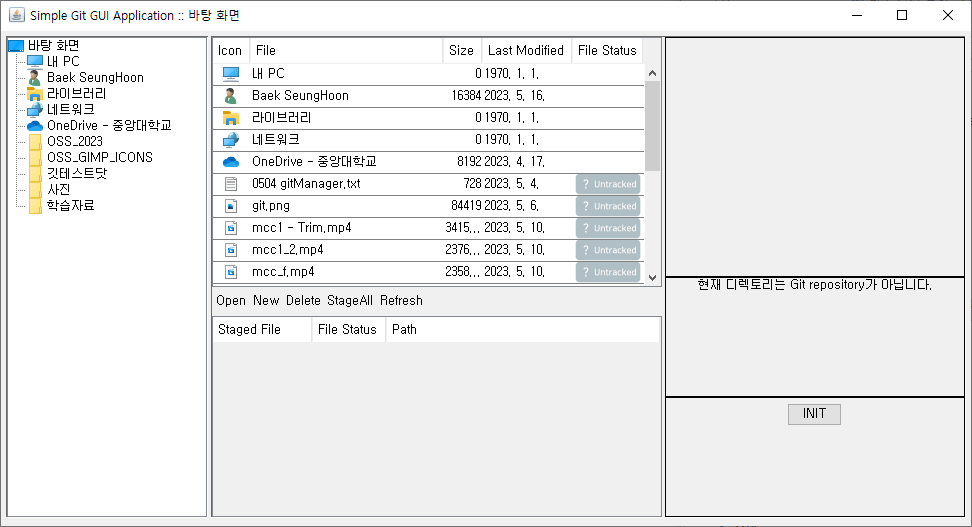 Simple Git GUI Application :: 바탕 화면
바탕 화면
내 PC
Baek SeungHoon
라이브러리
네트워크
OneDrive - 중앙대학교
OSS_2023
OSS_GIMP_ICONS
깃테스트닷
사진
학습자료
Icon File Size Last Modified File Status
내 PC 0 1970. 1. 1.
Baek SeungHoon 16384 2023. 5. 16.
라이브러리 0 1970. 1. 1.
네트워크 0 1970. 1. 1.
OneDrive - 중앙대학교 8192 2023. 4. 17.
0504 gitManager.txt 728 2023. 5. 4. ? Untracked
git.png 84419 2023. 5. 6. ? Untracked
mcc1 - Trim.mp4 3415... 2023. 5. 10. ? Untracked
mcc1_2.mp4 2376... 2023. 5. 10. ? Untracked
mcc_f.mp4 2358... 2023. 5. 10. ? Untracked
Open New Delete StageAll Refresh
Staged File File Status Path
현재 디렉토리는 Git repository가 아닙니다.
INIT